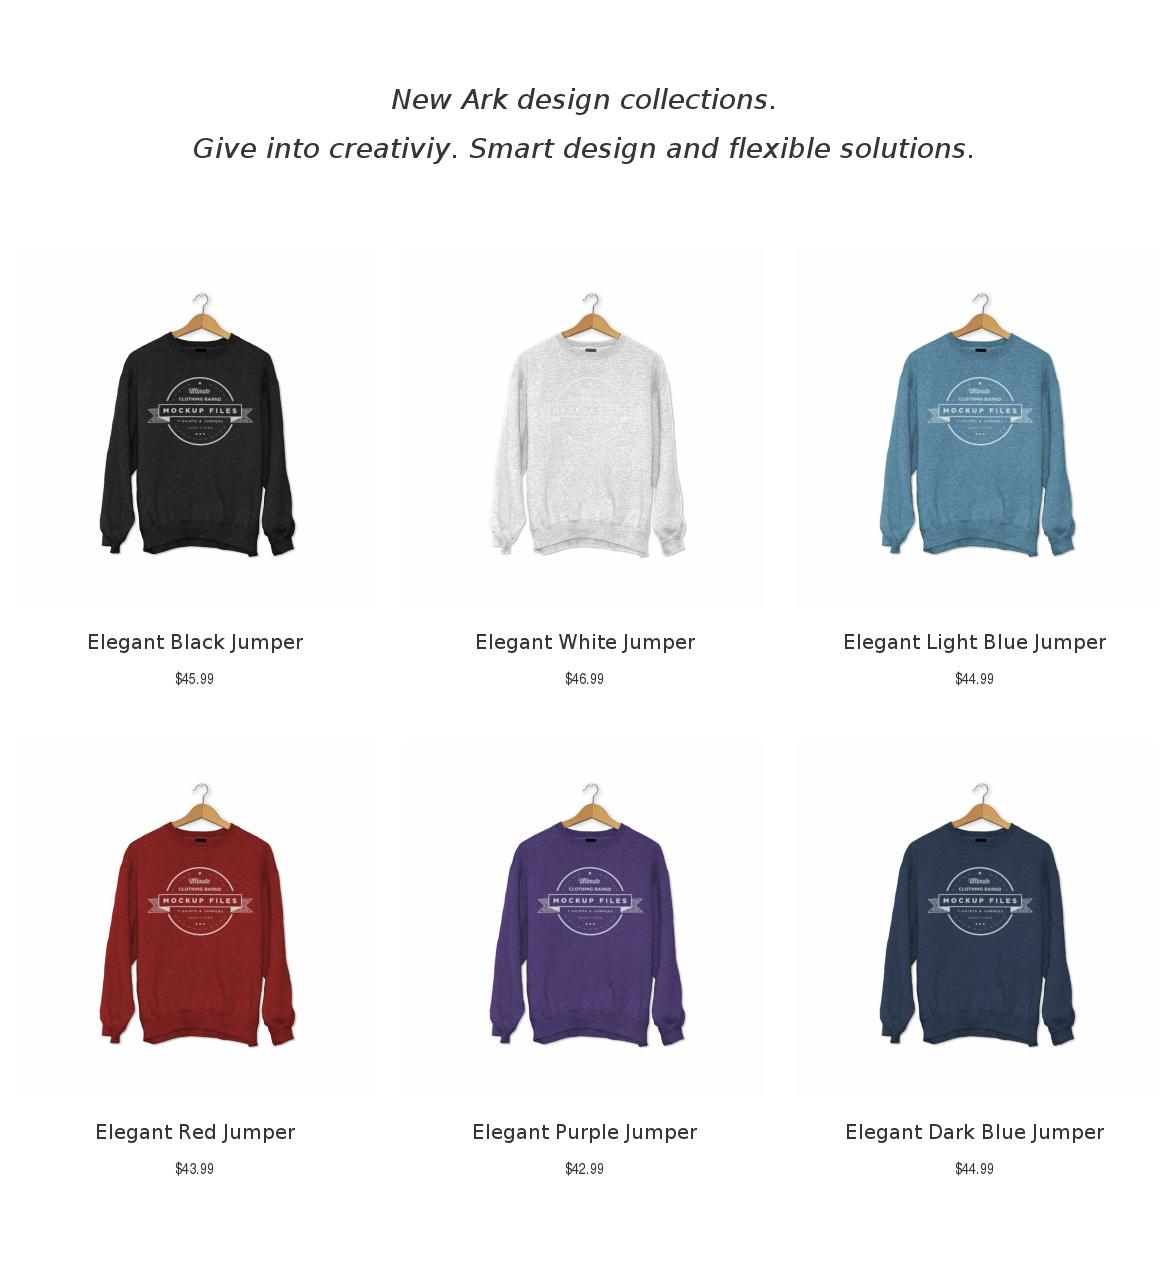 New Ark design collections.
Give into creativiy. Smart design and flexible solutions.
Ultimate
CLOTHING BARND
MOCKUP FILES
T-SHIRTS & JUMPERS
Ultimate
CLOTHING BARND
MOCKUP FILES
T-SHIRTS & JUMPERS
Elegant Black Jumper
Elegant White Jumper
Elegant Light Blue Jumper
$45.99
$46.99
$44.99
Ultimate
CLOTHING BARND
MOCKUP FILES
T-SHIRTS & JUMPERS
Ultimate
CLOTHING BARND
MOCKUP FILES
T-SHIRTS & JUMPERS
Ultimate
CLOTHING BARND
MOCKUP FILES
T-SHIRTS & JUMPERS
Elegant Red Jumper
Elegant Purple Jumper
Elegant Dark Blue Jumper
$43.99
$42.99
$44.99